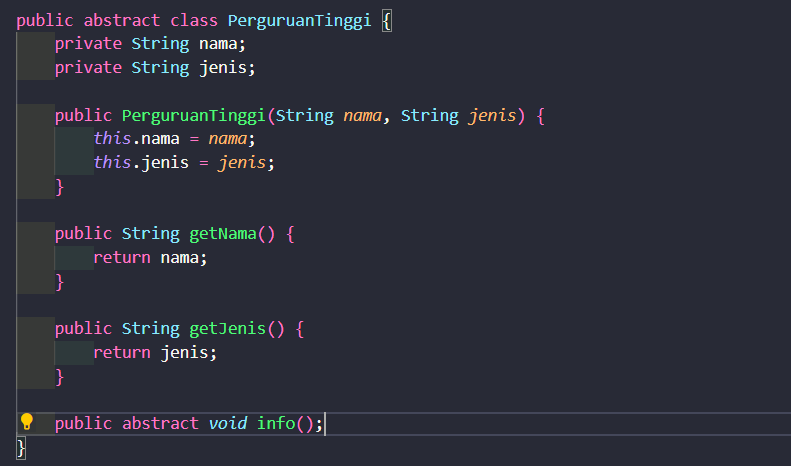 public abstract class PerguruanTinggi {
    private String nama;
    private String jenis;

    public PerguruanTinggi(String nama, String jenis) {
        this.nama = nama;
        this.jenis = jenis;
    }

    public String getNama() {
        return nama;
    }

    public String getJenis() {
        return jenis;
    }

    public abstract void info();
}